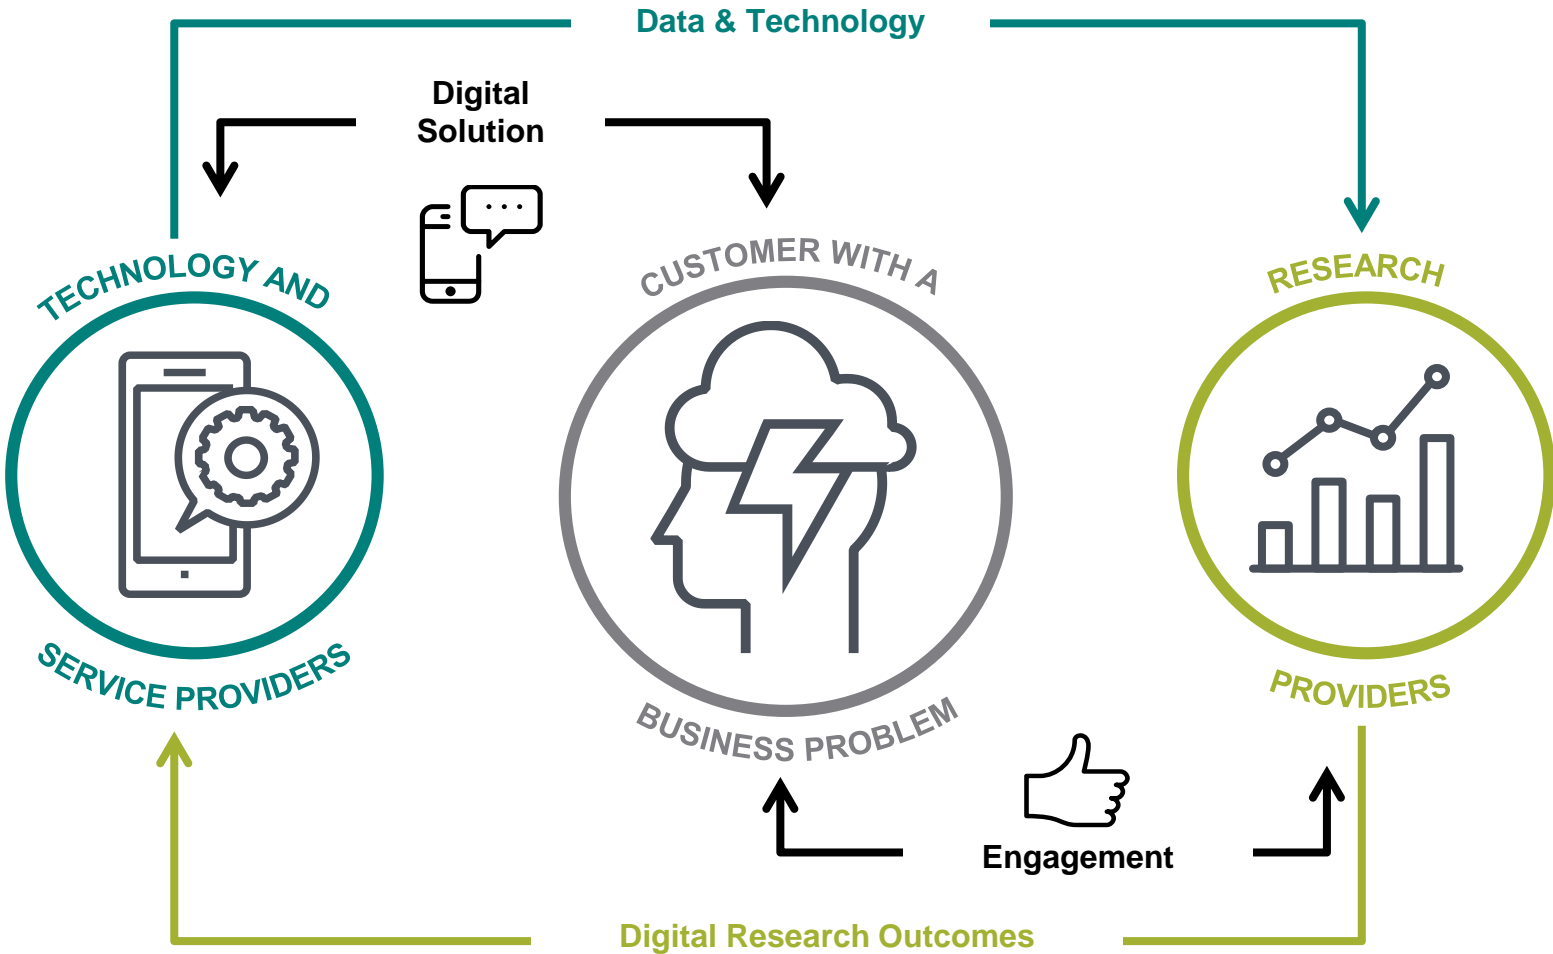 Data & Technology
Digital
Solution
TECHNOLOGY AND
SERVICE PROVIDERS
CUSTOMER WITH A
BUSINESS PROBLEM
RESEARCH
PROVIDERS
Engagement
Digital Research Outcomes